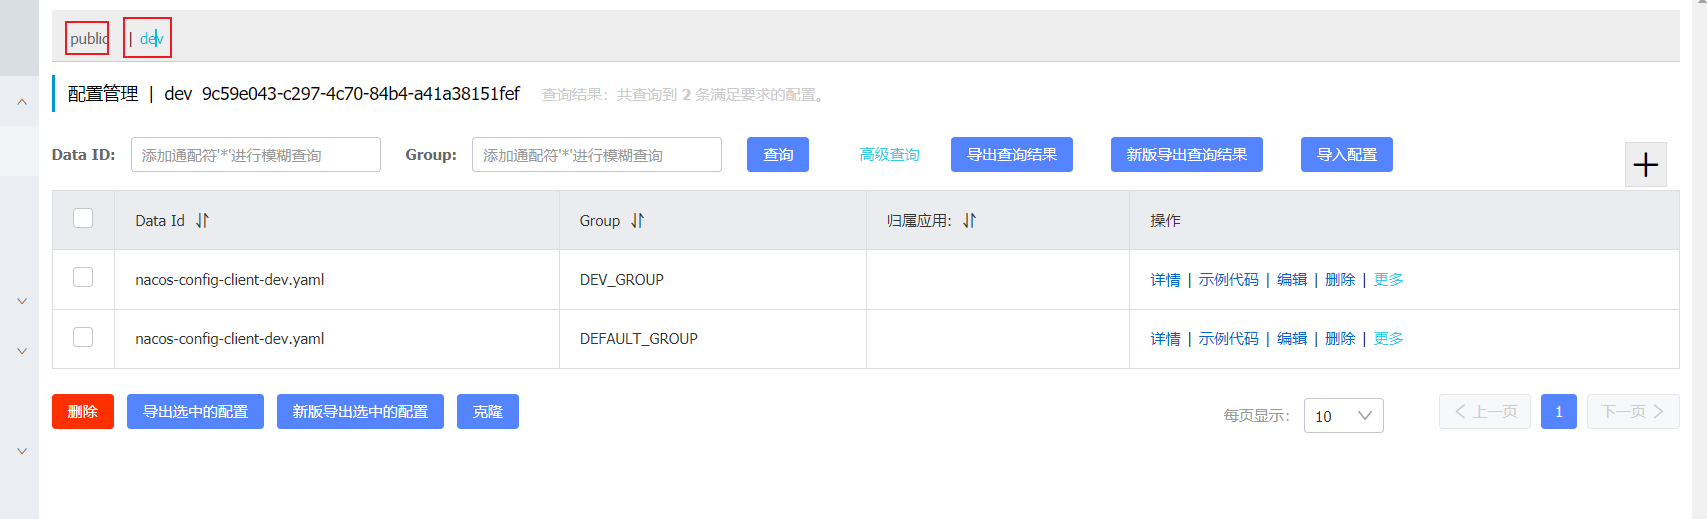 public | dev
配置管理 | dev 9c59e043-c297-4c70-84b4-a41a38151fef 查询结果：共查询到 2 条满足要求的配置。
Data ID: 添加通配符'*'进行模糊查询 Group: 添加通配符'*'进行模糊查询 查询 高级查询 导出查询结果 新版导出查询结果 导入配置
Data Id Group 归属应用: 操作
nacos-config-client-dev.yaml DEV_GROUP 详情 | 示例代码 | 编辑 | 删除 | 更多
nacos-config-client-dev.yaml DEFAULT_GROUP 详情 | 示例代码 | 编辑 | 删除 | 更多
删除 导出选中的配置 新版导出选中的配置 克隆 每页显示: 10 上一页 1 下一页